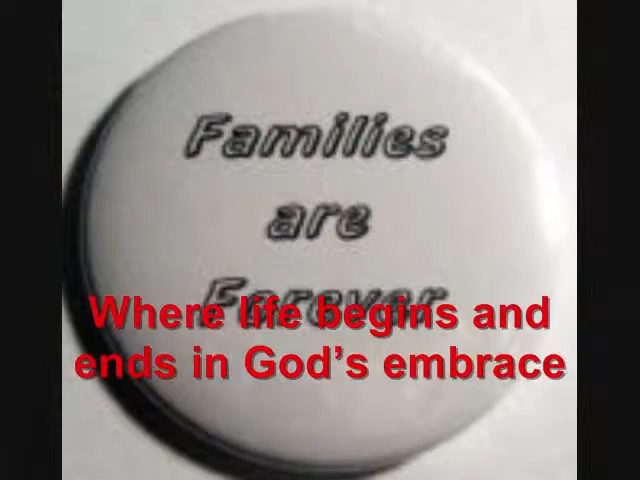 Families
are
Forever
Where life begins and
ends in God's embrace